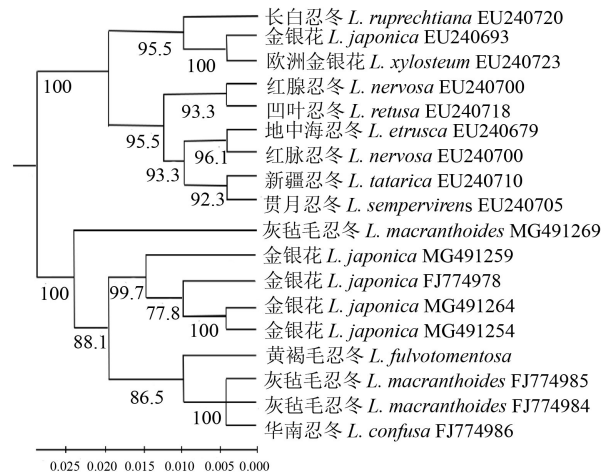 长白忍冬 L. ruprechtiana EU240720
金银花 L. japonica EU240693
欧洲金银花 L. xylosteum EU240723
红腺忍冬 L. nervosa EU240700
凹叶忍冬 L. retusa EU240718
地中海忍冬 L. etrusca EU240679
红脉忍冬 L. nervosa EU240700
新疆忍冬 L. tatarica EU240710
贯月忍冬 L. sempervirens EU240705
灰毡毛忍冬 L. macranthoides MG491269
金银花 L. japonica MG491259
金银花 L. japonica FJ774978
金银花 L. japonica MG491264
金银花 L. japonica MG491254
黄褐毛忍冬 L. fulvotomentosa
灰毡毛忍冬 L. macranthoides FJ774985
灰毡毛忍冬 L. macranthoides FJ774984
华南忍冬 L. confusa FJ774986
95.5
100
100
93.3
95.5
96.1
93.3
92.3
100
99.7
77.8
100
88.1
86.5
100
0.025 0.020 0.015 0.010 0.005 0.000